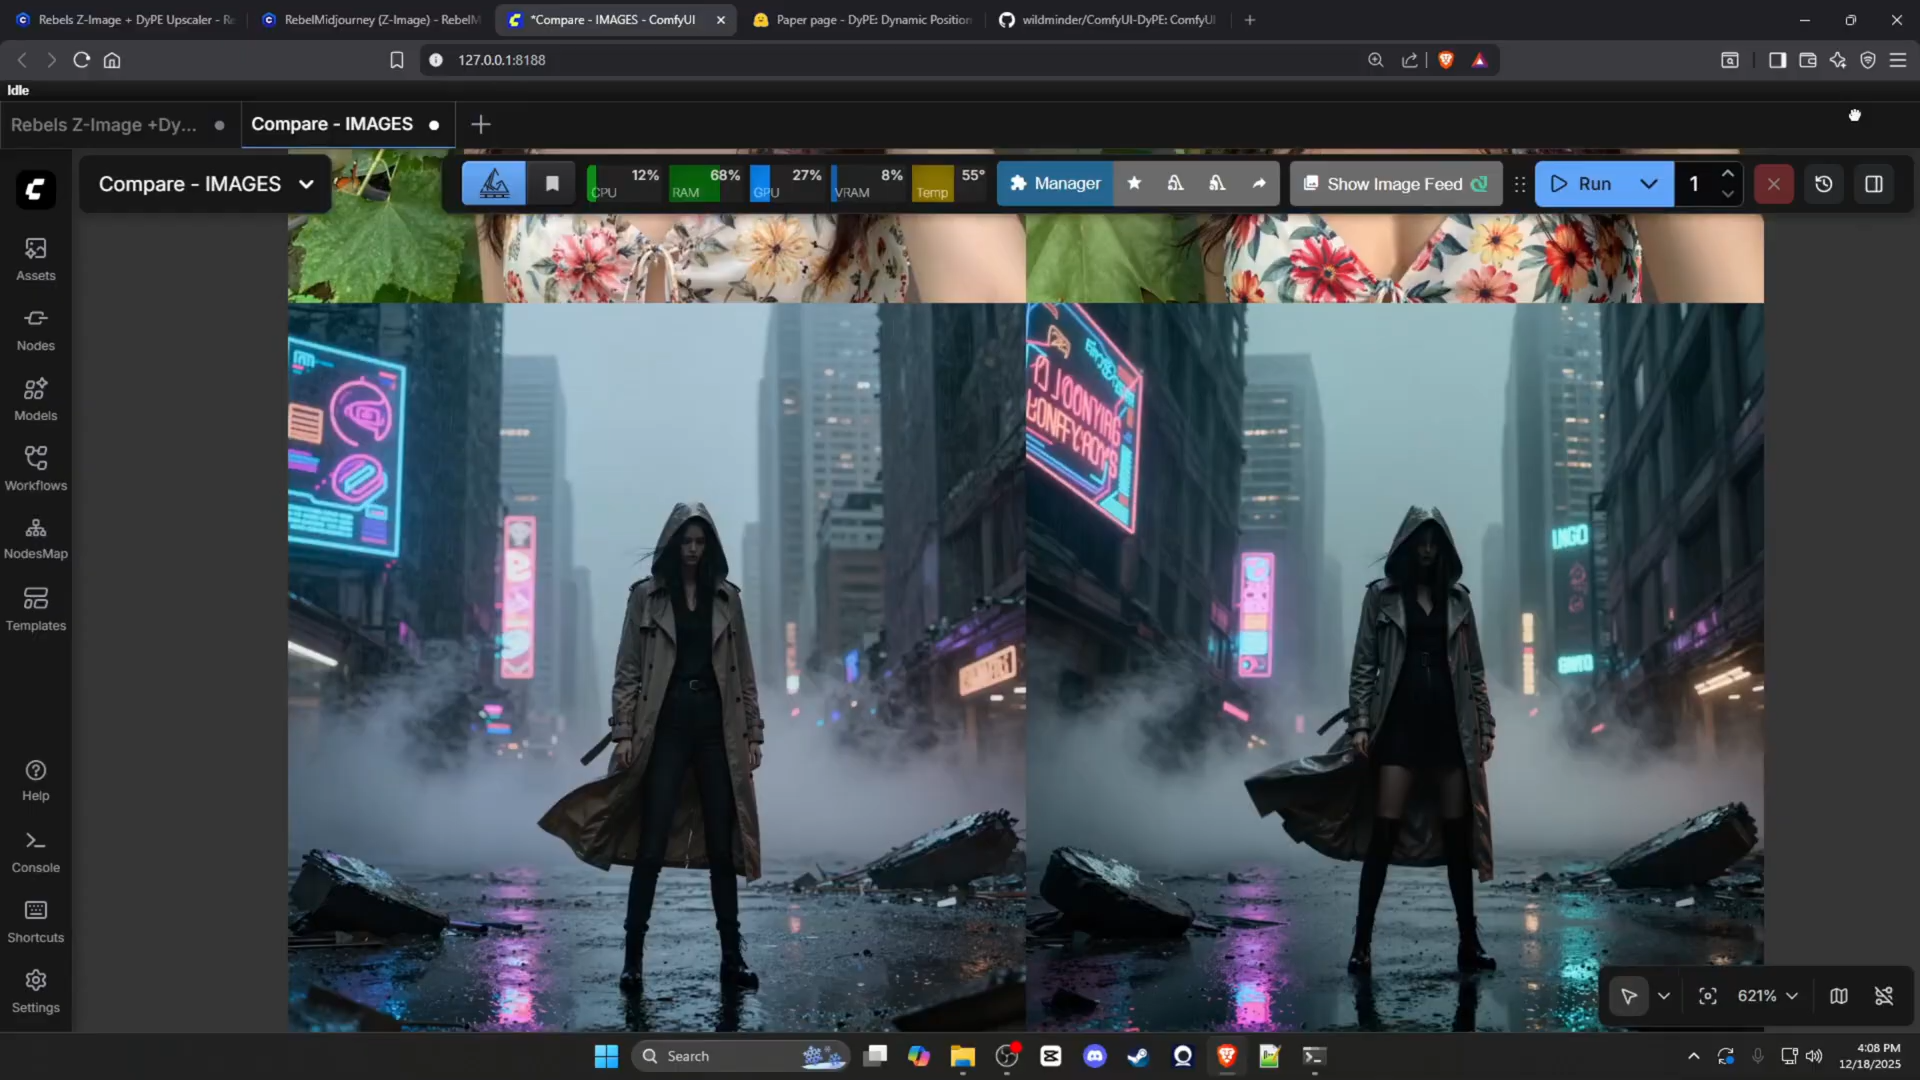 Rebels Z-Image + DyPE Upscaler - Re
RebelMidjourney (Z-Image) - RebelM
*Compare - IMAGES - ComfyUI
Paper page - DyPE: Dynamic Position
wildminder/ComfyUI-DyPE: ComfyUI
127.0.0.1:8188
Idle
Rebels Z-Image +Dy...
Compare - IMAGES
Compare - IMAGES
CPU 12%
RAM 68%
GPU 27%
VRAM 8%
Temp 55°
Manager
Show Image Feed
Run
1
Assets
Nodes
Models
Workflows
NodesMap
Templates
Help
Console
Shortcuts
Settings
621%
Search
4:08 PM
12/18/2025